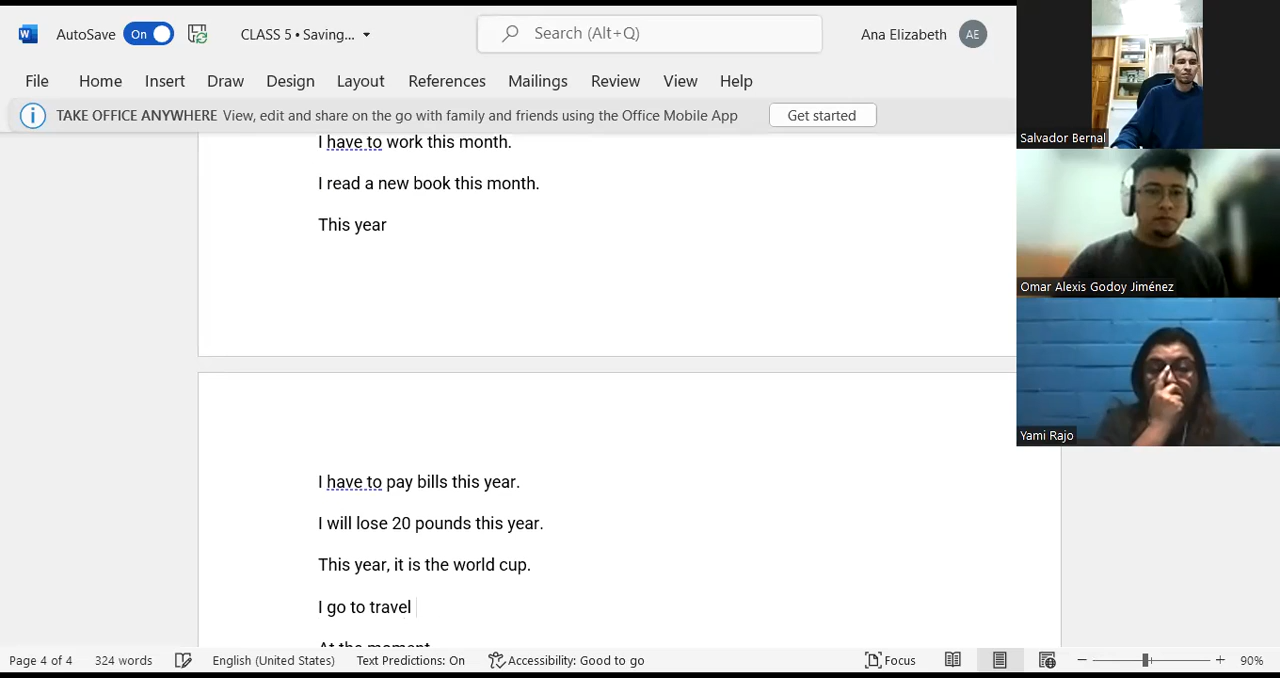 AutoSave On CLASS 5 • Saving... Search (Alt+Q) Ana Elizabeth AE
File Home Insert Draw Design Layout References Mailings Review View Help
TAKE OFFICE ANYWHERE View, edit and share on the go with family and friends using the Office Mobile App Get started
I have to work this month.
I read a new book this month.
This year
I have to pay bills this year.
I will lose 20 pounds this year.
This year, it is the world cup.
I go to travel
At the moment
Page 4 of 4 324 words English (United States) Text Predictions: On Accessibility: Good to go Focus 90%
Salvador Bernal
Omar Alexis Godoy Jiménez
Yami Rajo